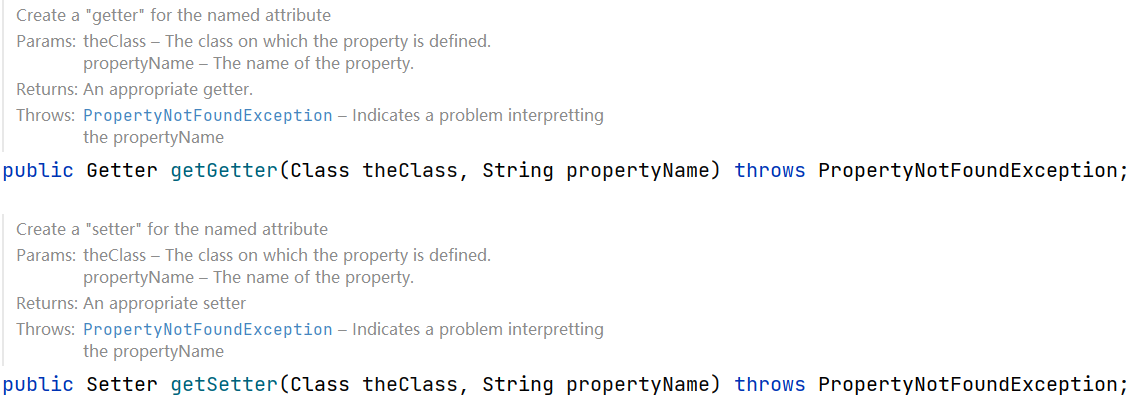 Create a "getter" for the named attribute
Params: theClass – The class on which the property is defined.
propertyName – The name of the property.
Returns: An appropriate getter.
Throws: PropertyNotFoundException – Indicates a problem interpretting
the propertyName
public Getter getGetter(Class theClass, String propertyName) throws PropertyNotFoundException;
Create a "setter" for the named attribute
Params: theClass – The class on which the property is defined.
propertyName – The name of the property.
Returns: An appropriate setter
Throws: PropertyNotFoundException – Indicates a problem interpretting
the propertyName
public Setter getSetter(Class theClass, String propertyName) throws PropertyNotFoundException;